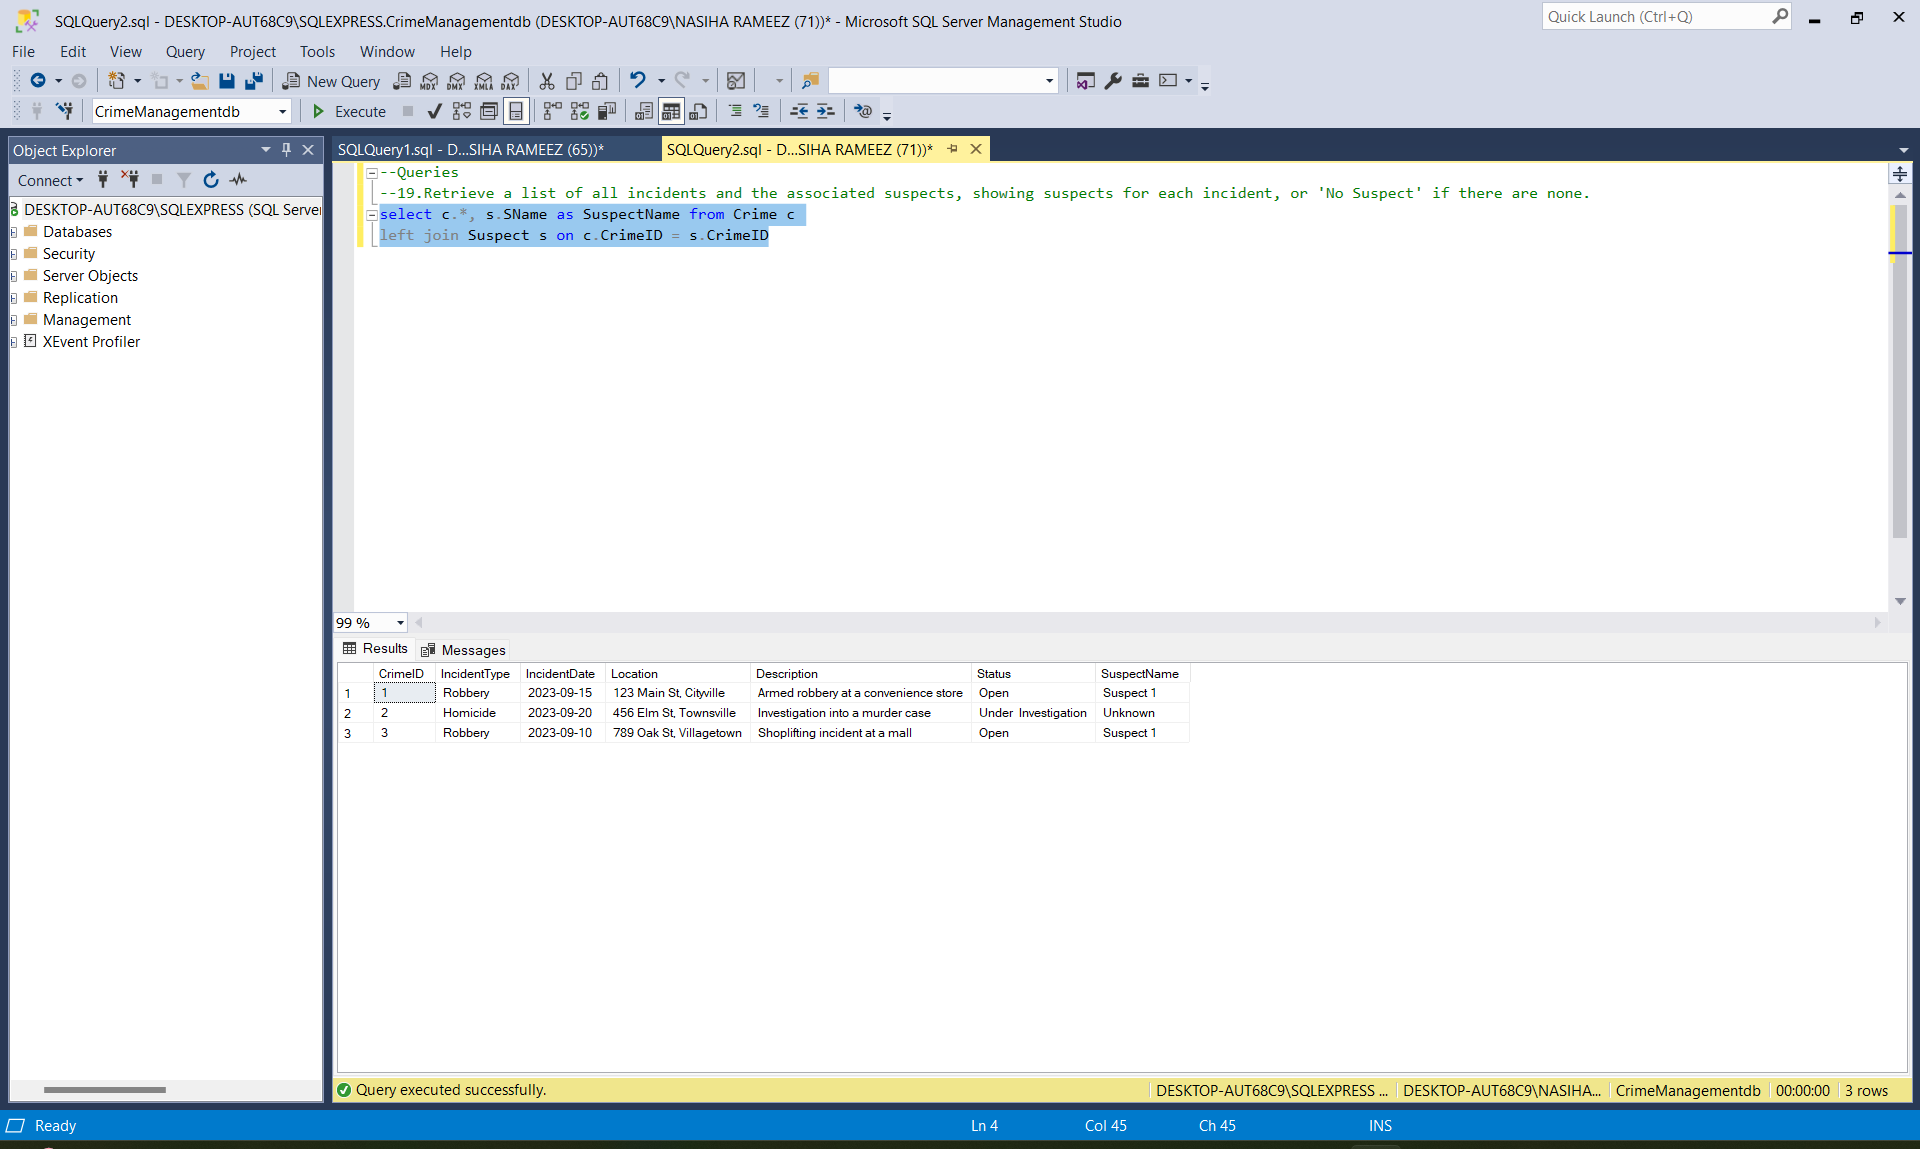 SQLQuery2.sql - DESKTOP-AUT68C9\SQLEXPRESS.CrimeManagementdb (DESKTOP-AUT68C9\NASIHA RAMEEZ (71))* - Microsoft SQL Server Management Studio
Quick Launch (Ctrl+Q)
File Edit View Query Project Tools Window Help
New Query MDX DMX XMLA DAX
CrimeManagementdb Execute
Object Explorer
SQLQuery1.sql - D...SIHA RAMEEZ (65))* SQLQuery2.sql - D...SIHA RAMEEZ (71))*
Connect
DESKTOP-AUT68C9\SQLEXPRESS (SQL Server
Databases
Security
Server Objects
Replication
Management
XEvent Profiler
--Queries
--19.Retrieve a list of all incidents and the associated suspects, showing suspects for each incident, or 'No Suspect' if there are none.
select c.*, s.SName as SuspectName from Crime c
left join Suspect s on c.CrimeID = s.CrimeID
99 %
Results Messages
CrimeID IncidentType IncidentDate Location Description Status SuspectName
1 1 Robbery 2023-09-15 123 Main St, Cityville Armed robbery at a convenience store Open Suspect 1
2 2 Homicide 2023-09-20 456 Elm St, Townsville Investigation into a murder case Under Investigation Unknown
3 3 Robbery 2023-09-10 789 Oak St, Villagetown Shoplifting incident at a mall Open Suspect 1
Query executed successfully. DESKTOP-AUT68C9\SQLEXPRESS ... DESKTOP-AUT68C9\NASIHA... CrimeManagementdb 00:00:00 3 rows
Ready Ln 4 Col 45 Ch 45 INS